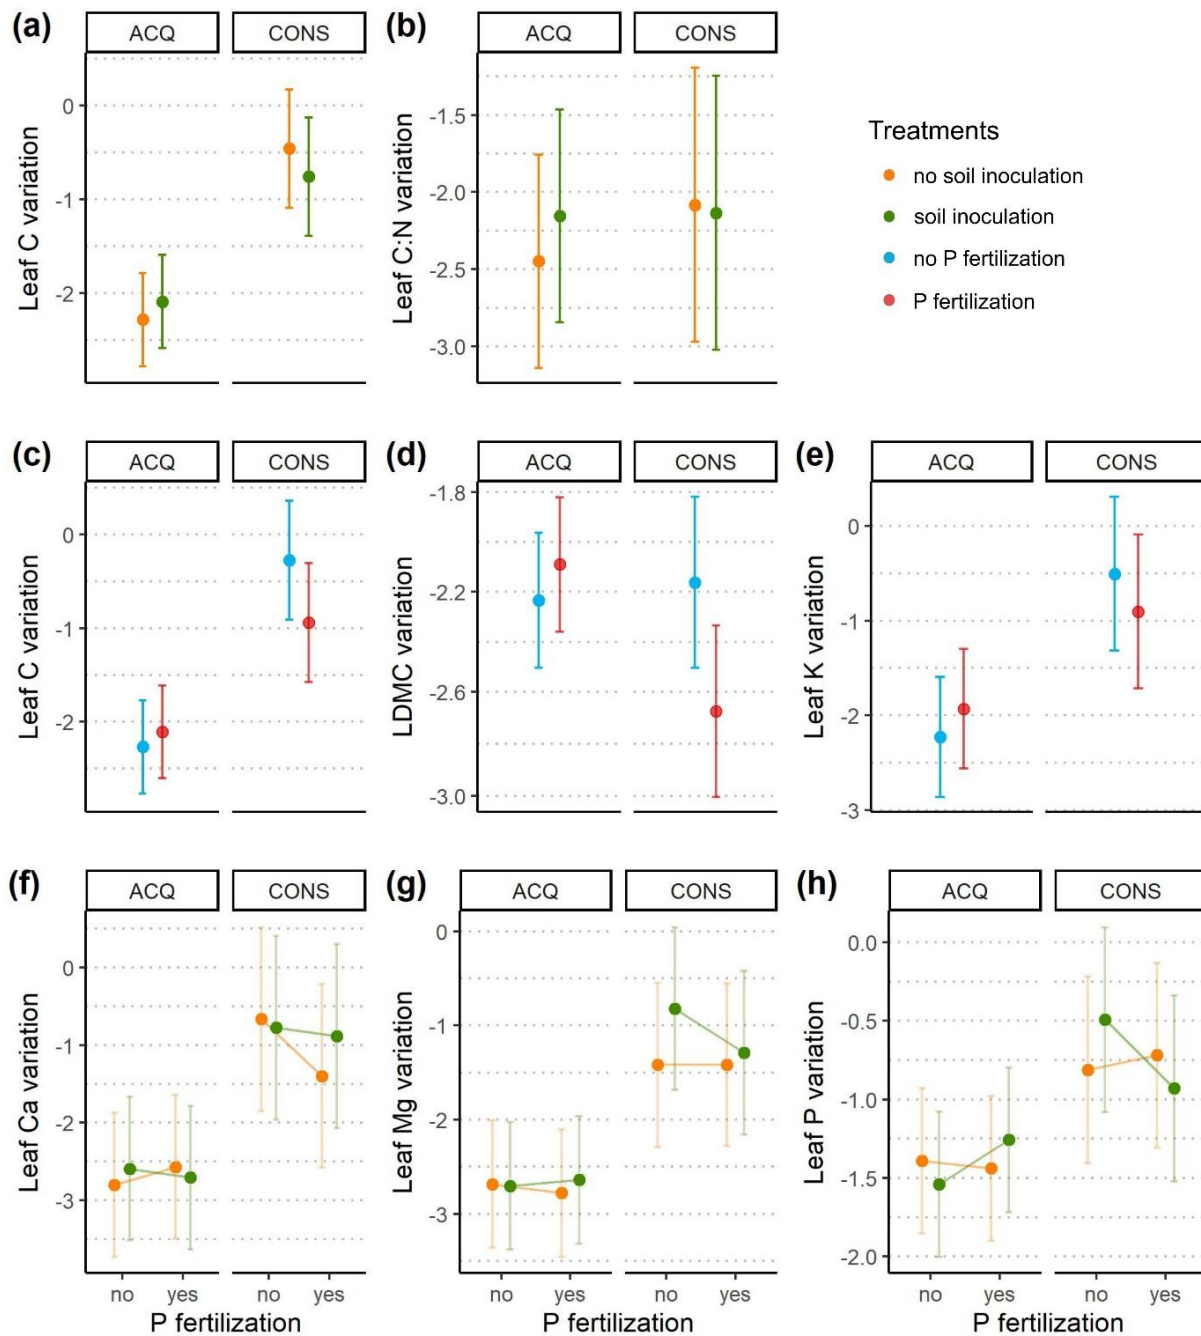 (a)
ACQ
CONS
Leaf C variation
0
-1
-2
(b)
ACQ
CONS
Leaf C:N variation
-1.5
-2.0
-2.5
-3.0
Treatments
no soil inoculation
soil inoculation
no P fertilization
P fertilization
(c)
ACQ
CONS
Leaf C variation
0
-1
-2
(d)
ACQ
CONS
LDMC variation
-1.8
-2.2
-2.6
-3.0
(e)
ACQ
CONS
Leaf K variation
0
-1
-2
-3
(f)
ACQ
CONS
Leaf Ca variation
0
-1
-2
-3
no yes no yes
P fertilization
(g)
ACQ
CONS
Leaf Mg variation
0
-1
-2
-3
no yes no yes
P fertilization
(h)
ACQ
CONS
Leaf P variation
0.0
-0.5
-1.0
-1.5
-2.0
no yes no yes
P fertilization